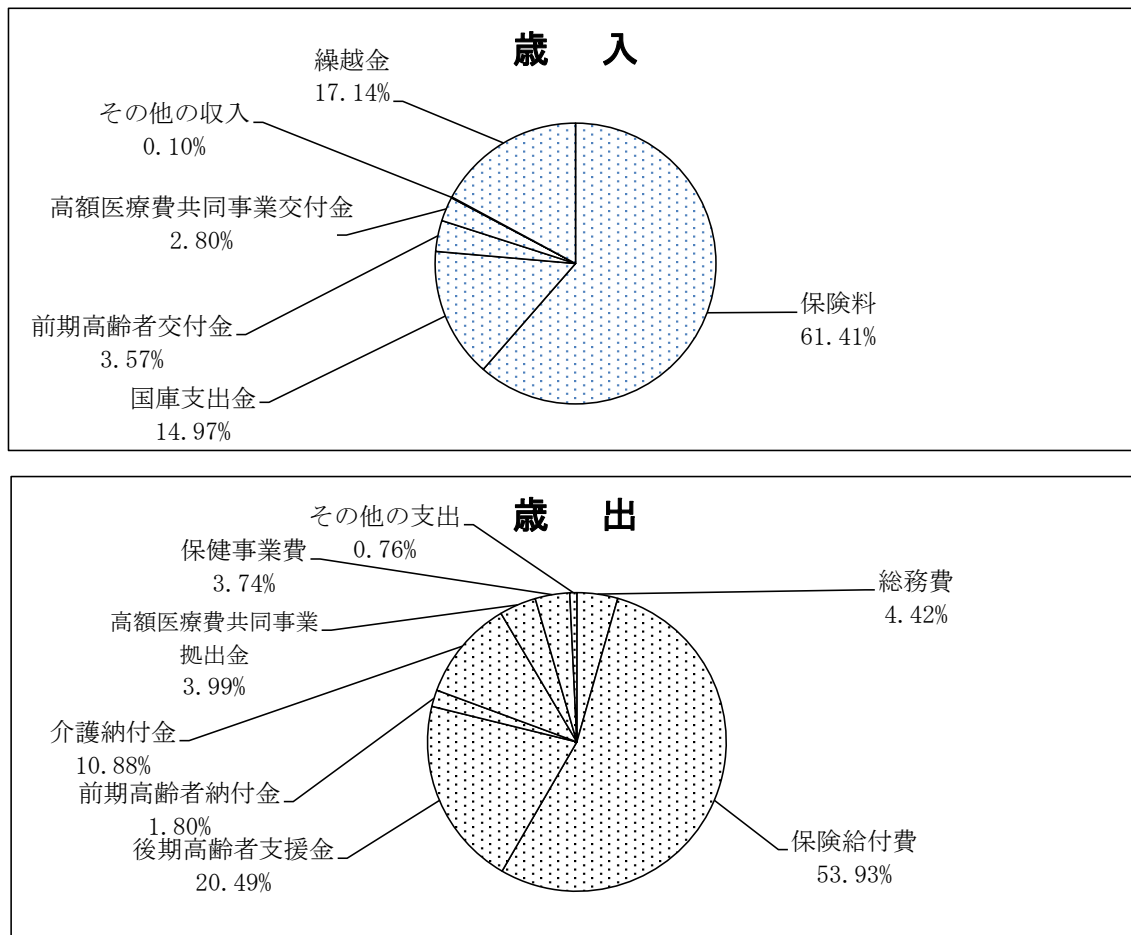 歳 入
繰越金
17.14%
その他の収入
0.10%
高額医療費共同事業交付金
2.80%
前期高齢者交付金
3.57%
国庫支出金
14.97%
保険料
61.41%
歳 出
その他の支出
0.76%
保健事業費
3.74%
高額医療費共同事業
拠出金
3.99%
介護納付金
10.88%
前期高齢者納付金
1.80%
後期高齢者支援金
20.49%
総務費
4.42%
保険給付費
53.93%